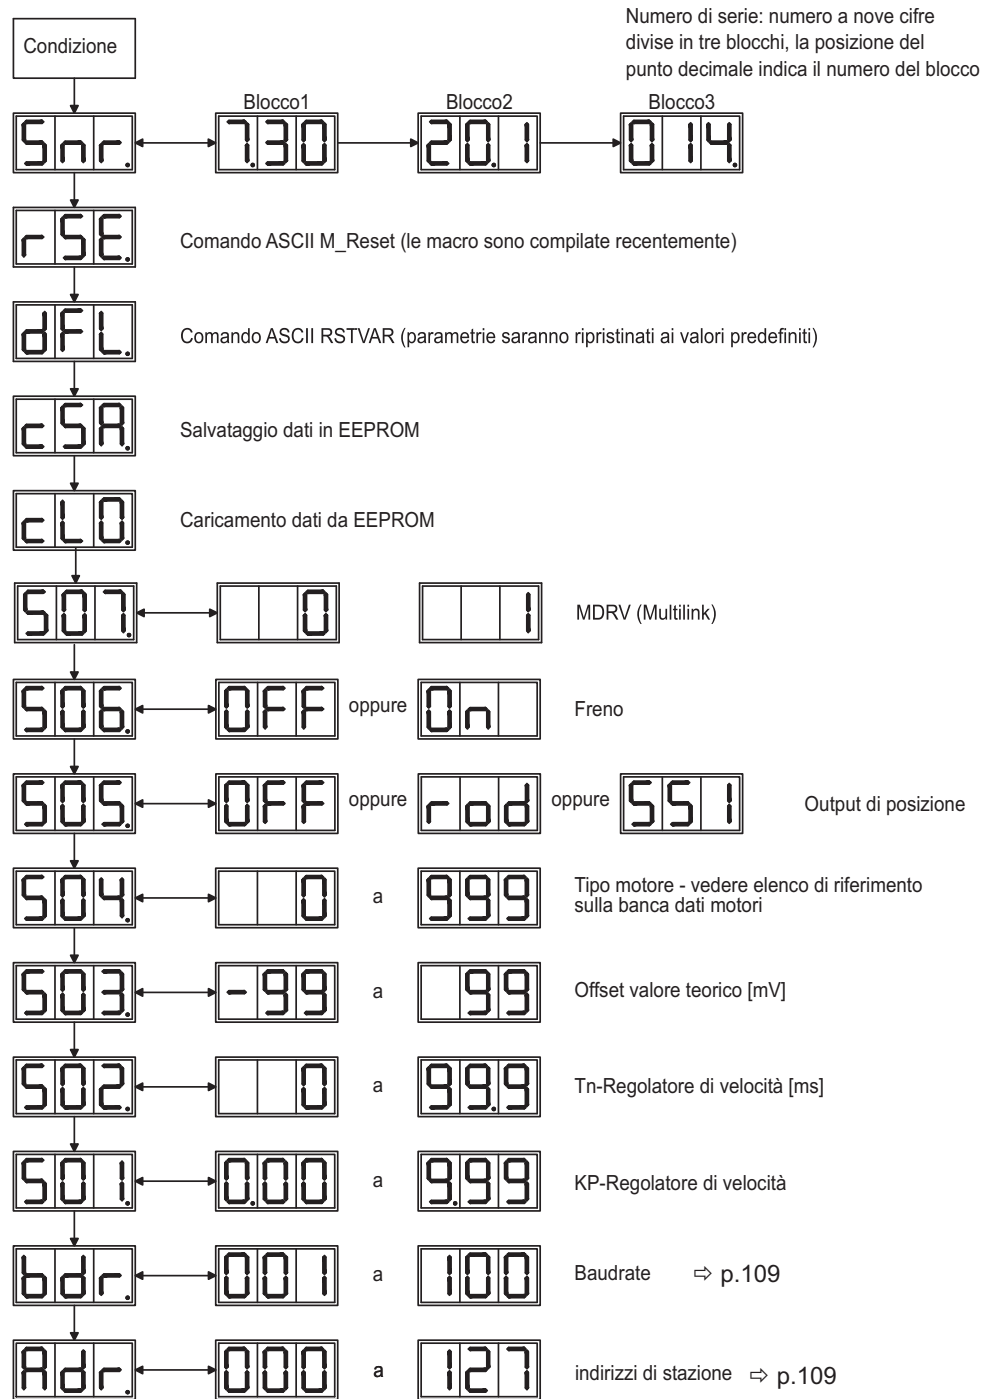 Numero di serie: numero a nove cifre
divise in tre blocchi, la posizione del
punto decimale indica il numero del blocco
Condizione
Blocco1 Blocco2 Blocco3
Snr. 7.30 20.1 014.
rSE. Comando ASCII M_Reset (le macro sono compilate recentemente)
dFL. Comando ASCII RSTVAR (parametrie saranno ripristinati ai valori predefiniti)
cSA. Salvataggio dati in EEPROM
cLO. Caricamento dati da EEPROM
S07. 0 1 MDRV (Multilink)
S06. OFF oppure On Freno
S05. OFF oppure rod oppure SSI Output di posizione
S04. 0 a 999 Tipo motore - vedere elenco di riferimento
sulla banca dati motori
S03. -99 a 99 Offset valore teorico [mV]
S02. 0 a 99.9 Tn-Regolatore di velocità [ms]
S01. 0.00 a 9.99 KP-Regolatore di velocità
bdr. 001 a 100 Baudrate ⇨ p.109
Adr. 000 a 127 indirizzi di stazione ⇨ p.109